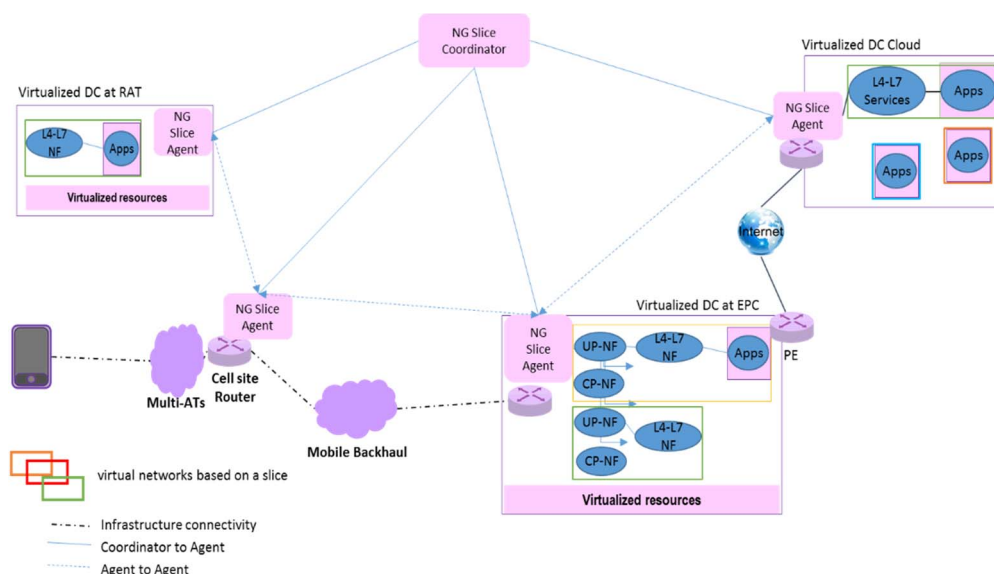 NG Slice
Coordinator
Virtualized DC Cloud
Virtualized DC at RAT
NG
Slice
Agent
L4-L7
NF
Apps
Virtualized resources
NG Slice
Agent
L4-L7
Services
Apps
Apps
Apps
Internet
NG Slice
Agent
Cell site
Router
Multi-ATs
Mobile Backhaul
Virtualized DC at EPC
NG
Slice
Agent
UP-NF
L4-L7
NF
Apps
CP-NF
UP-NF
L4-L7
NF
CP-NF
Virtualized resources
PE
virtual networks based on a slice
Infrastructure connectivity
Coordinator to Agent
Agent to Agent